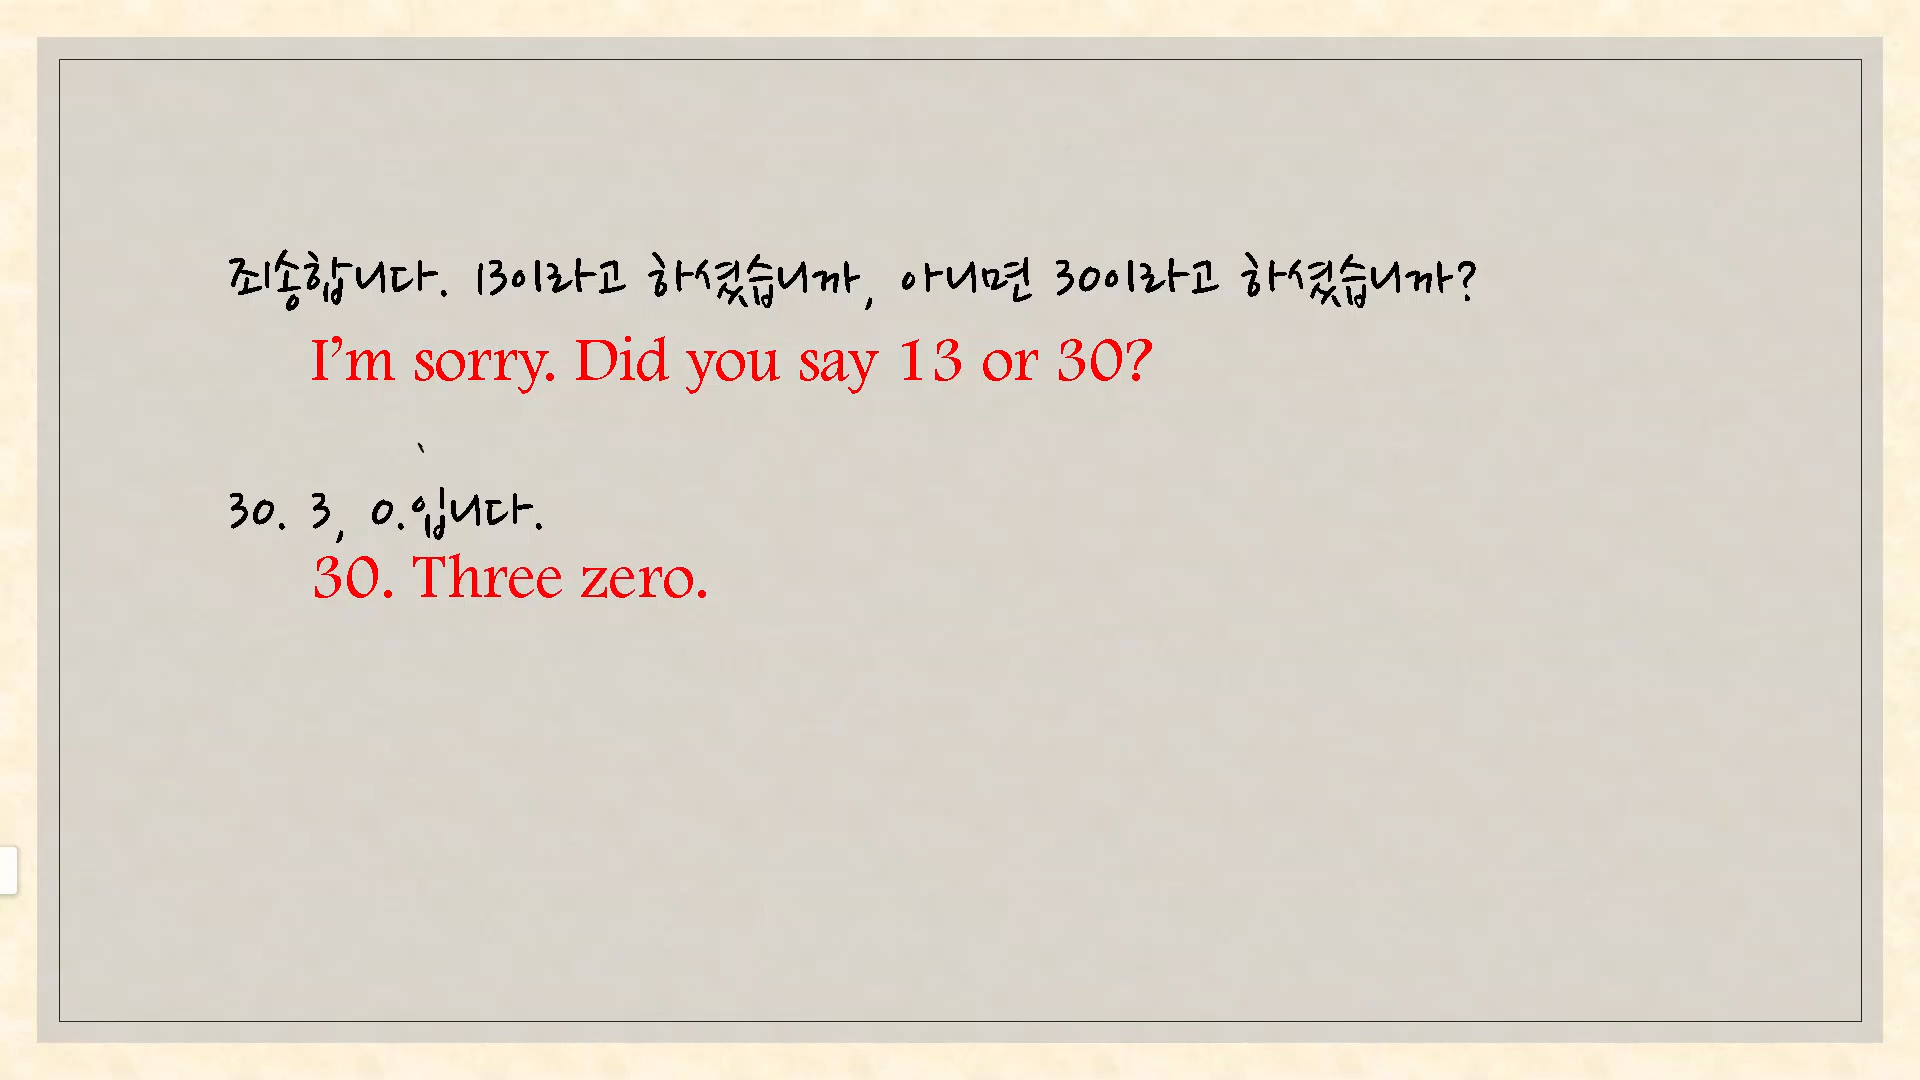 죄송합니다. 13이라고 하셨습니까, 아니면 30이라고 하셨습니까?
I'm sorry. Did you say 13 or 30?
30. 3, 0.입니다.
30. Three zero.